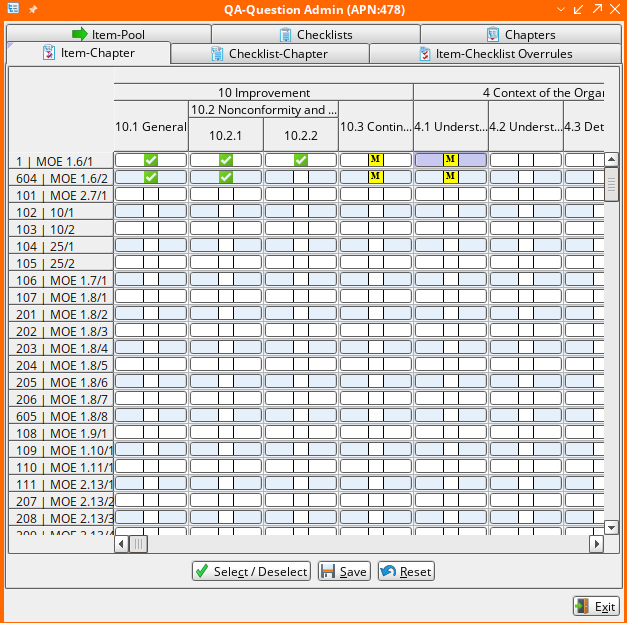 QA-Question Admin (APN:478)
Item-Pool Checklists Chapters
Item-Chapter Checklist-Chapter Item-Checklist Overrules
10 Improvement 4 Context of the Organ
10.2 Nonconformity and ...
10.1 General 10.2.1 10.2.2 10.3 Contin... 4.1 Underst... 4.2 Underst... 4.3 Det
1 | MOE 1.6/1 M M
604 | MOE 1.6/2 M M
101 | MOE 2.7/1
102 | 10/1
103 | 10/2
104 | 25/1
105 | 25/2
106 | MOE 1.7/1
107 | MOE 1.8/1
201 | MOE 1.8/2
202 | MOE 1.8/3
203 | MOE 1.8/4
204 | MOE 1.8/5
205 | MOE 1.8/6
206 | MOE 1.8/7
605 | MOE 1.8/8
108 | MOE 1.9/1
109 | MOE 1.10/1
110 | MOE 1.11/1
111 | MOE 2.13/1
207 | MOE 2.13/2
208 | MOE 2.13/3
209 | MOE 2.13/4
Select / Deselect Save Reset
Exit